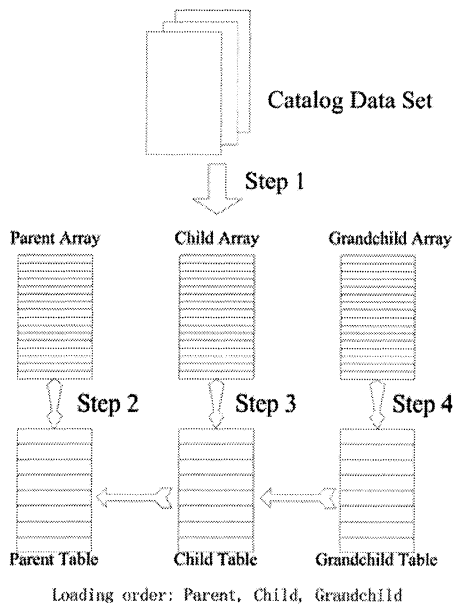 Catalog Data Set
Step 1
Parent Array
Child Array
Grandchild Array
Step 2
Step 3
Step 4
Parent Table
Child Table
Grandchild Table
Loading order: Parent, Child, Grandchild